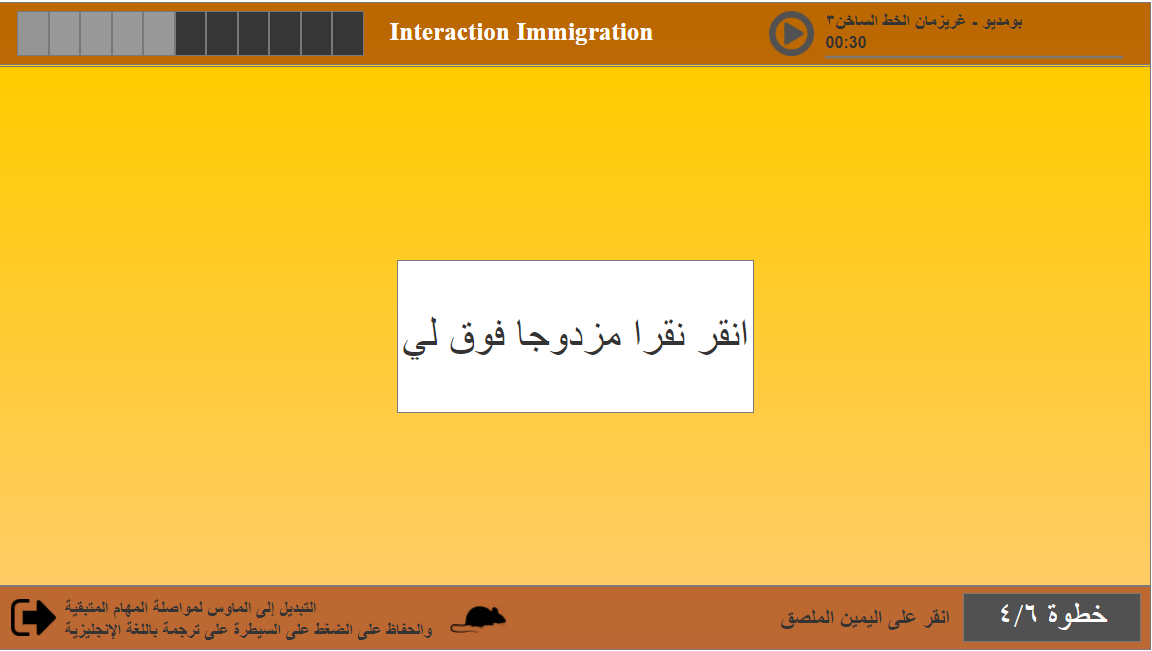 Interaction Immigration
بومديو - غريزمان الخط الساخن٣
00:30
انقر نقرا مزدوجا فوق لي
التبديل إلى الماوس لمواصلة المهام المتبقية
والحفاظ على الضغط على السيطرة على ترجمة باللغة الإنجليزية
انقر على اليمين الملصق
خطوة ٤/٦